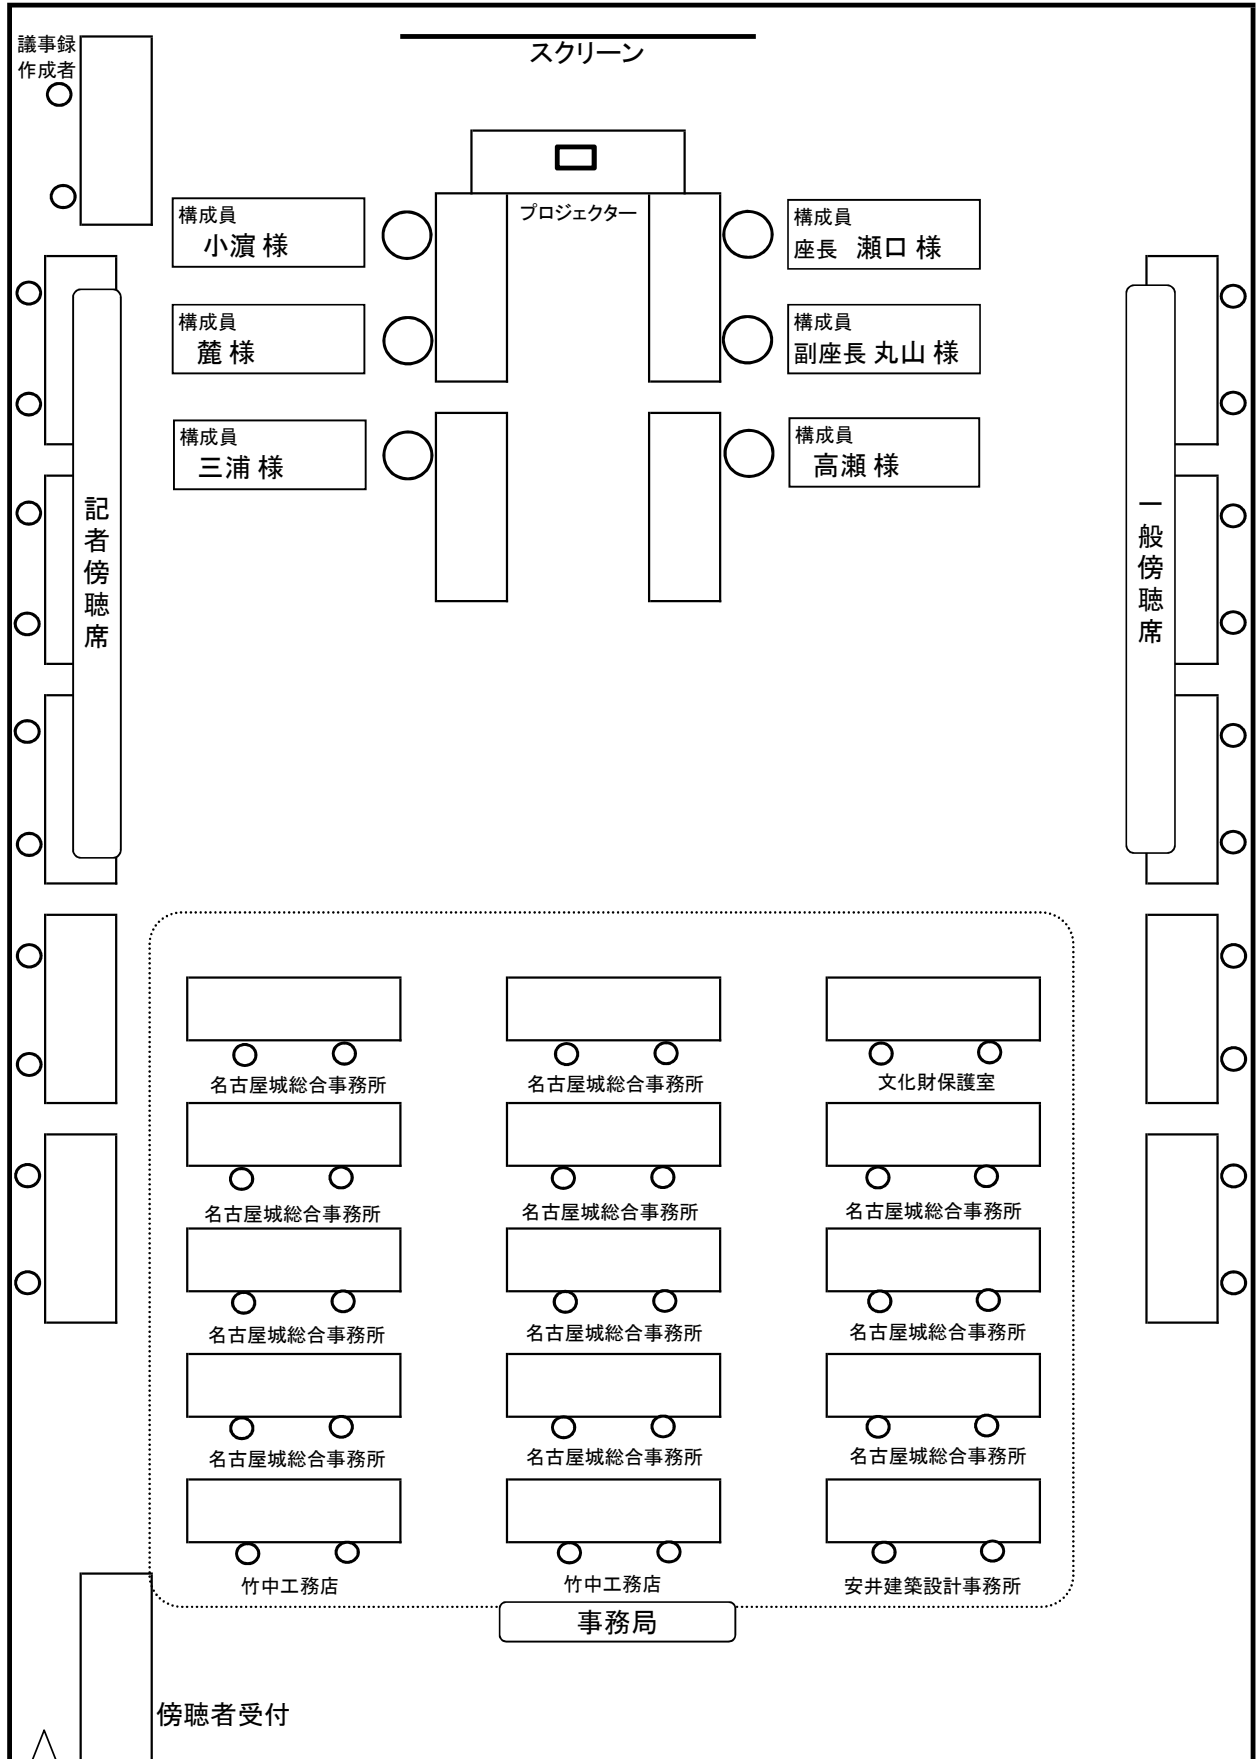 議事録
作成者
スクリーン
プロジェクター
構成員
小濵 様
構成員
座長 瀬口 様
構成員
麓 様
構成員
副座長 丸山 様
構成員
三浦 様
構成員
高瀬 様
記者傍聴席
一般傍聴席
名古屋城総合事務所
名古屋城総合事務所
文化財保護室
名古屋城総合事務所
名古屋城総合事務所
名古屋城総合事務所
名古屋城総合事務所
名古屋城総合事務所
名古屋城総合事務所
名古屋城総合事務所
名古屋城総合事務所
名古屋城総合事務所
竹中工務店
竹中工務店
安井建築設計事務所
事務局
傍聴者受付